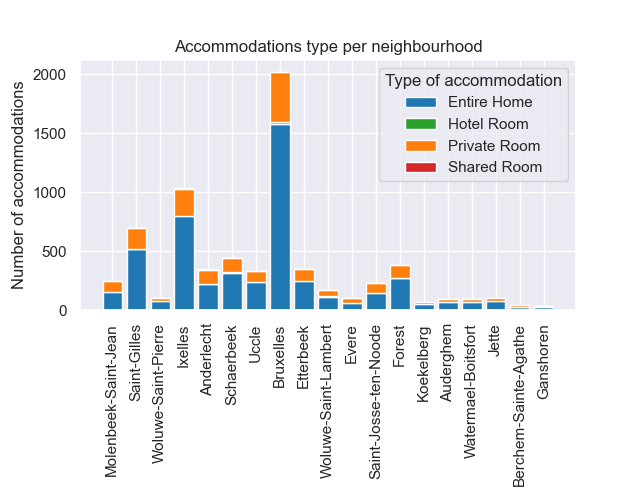 Accommodations type per neighbourhood
Number of accommodations
2000
1500
1000
500
0
Type of accommodation
Entire Home
Hotel Room
Private Room
Shared Room
Molenbeek-Saint-Jean
Saint-Gilles
Woluwe-Saint-Pierre
Ixelles
Anderlecht
Schaerbeek
Uccle
Bruxelles
Etterbeek
Woluwe-Saint-Lambert
Evere
Saint-Josse-ten-Noode
Forest
Koekelberg
Auderghem
Watermael-Boitsfort
Jette
Berchem-Sainte-Agathe
Ganshoren